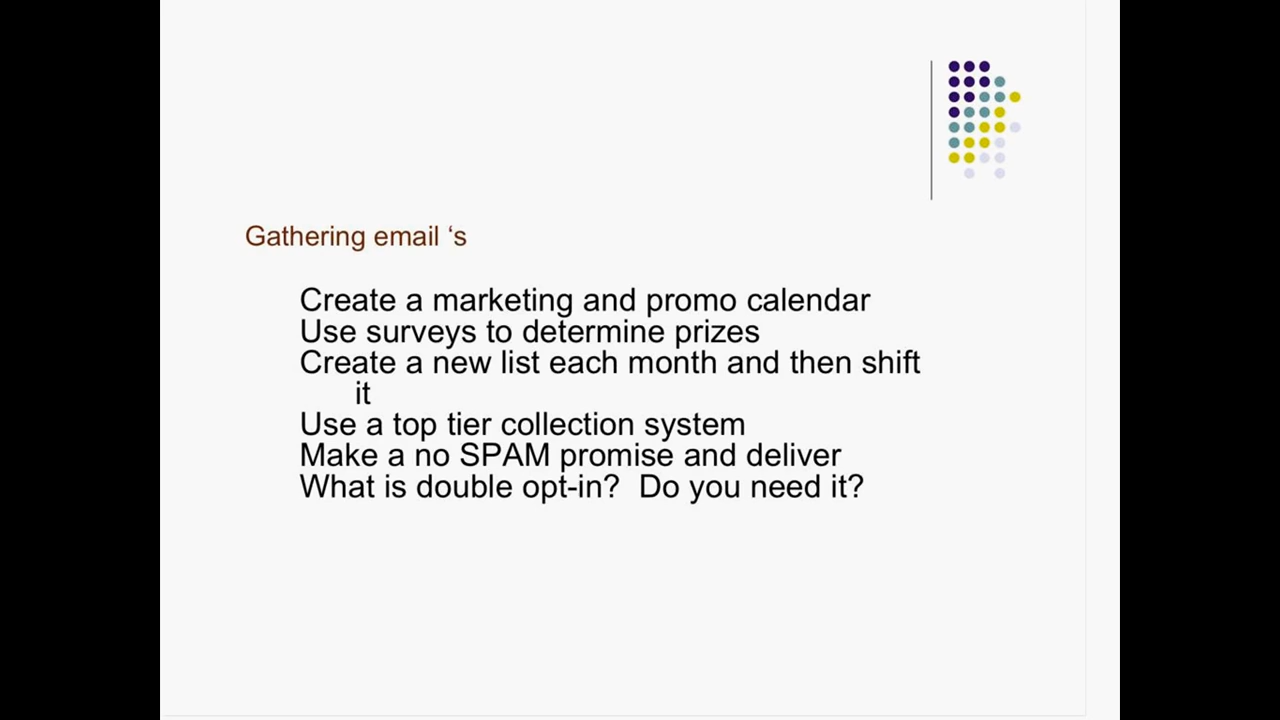 Gathering email ‘s
Create a marketing and promo calendar
Use surveys to determine prizes
Create a new list each month and then shift
it
Use a top tier collection system
Make a no SPAM promise and deliver
What is double opt-in?  Do you need it?